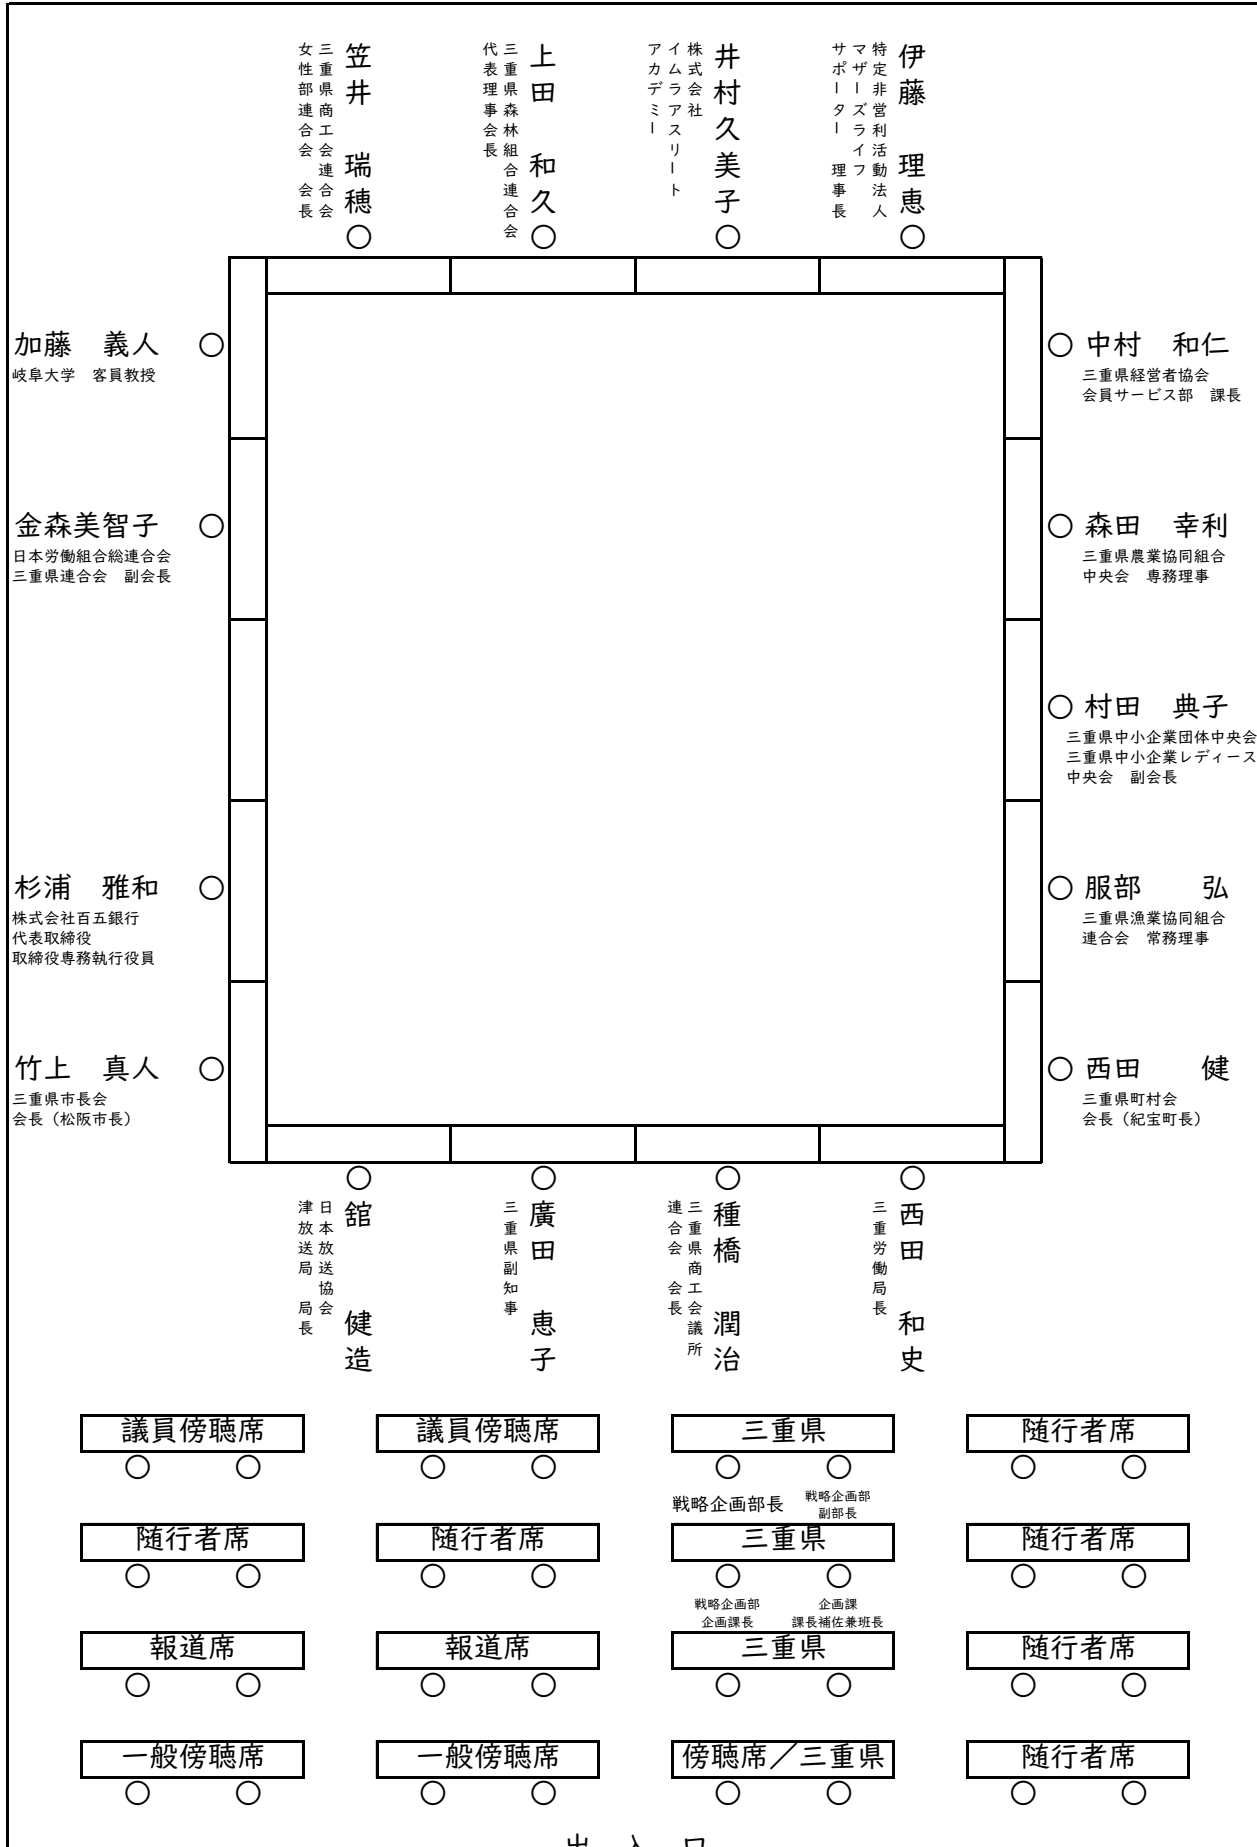 伊藤　理恵
特定非営利活動法人
マザーズライフ
サポーター　理事長
井村久美子
株式会社
イムラアスリート
アカデミー
上田　和久
三重県森林組合連合会
代表理事会長
笠井　瑞穂
三重県商工会連合会
女性部連合会　会長
加藤　義人
岐阜大学　客員教授
金森美智子
日本労働組合総連合会
三重県連合会　副会長
杉浦　雅和
株式会社百五銀行
代表取締役
取締役専務執行役員
竹上　真人
三重県市長会
会長（松阪市長）
中村　和仁
三重県経営者協会
会員サービス部　課長
森田　幸利
三重県農業協同組合
中央会　専務理事
村田　典子
三重県中小企業団体中央会
三重県中小企業レディース
中央会　副会長
服部　　弘
三重県漁業協同組合
連合会　常務理事
西田　　健
三重県町村会
会長（紀宝町長）
西田　和史
三重労働局長
種橋　潤治
三重県商工会議所
連合会　会長
廣田　恵子
三重県副知事
舘　　健造
日本放送協会
津放送局　局長
議員傍聴席　議員傍聴席　三重県　随行者席
戦略企画部長　戦略企画部
副部長
随行者席　随行者席　三重県　随行者席
戦略企画部　企画課
企画課長　課長補佐兼班長
報道席　報道席　三重県　随行者席
一般傍聴席　一般傍聴席　傍聴席／三重県　随行者席
出　入　口